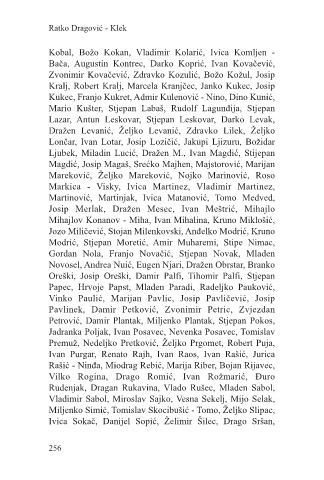 Ratko Dragović - Klek
Kobal, Božo Kokan, Vladimir Kolarić, Ivica Komljen -
Bača, Augustin Kontrec, Darko Koprić, Ivan Kovačević,
Zvonimir Kovačević, Zdravko Kozulić, Božo Kožul, Josip
Kralj, Robert Kralj, Marcela Kranjčec, Janko Kukec, Josip
Kukec, Franjo Kukret, Admir Kulenović - Nino, Dino Kunić,
Mario Kušter, Stjepan Labaš, Rudolf Lagundija, Stjepan
Lazar, Antun Leskovar, Stjepan Leskovar, Darko Levak,
Dražen Levanić, Željko Levanić, Zdravko Lilek, Željko
Lončar, Ivan Lotar, Josip Lozičić, Jakupi Ljizuru, Božidar
Ljubek, Miladin Lucić, Dražen M., Ivan Magdić, Stijepan
Magdić, Josip Magaš, Srećko Majhen, Majstorović, Marijan
Mareković, Željko Mareković, Nojko Marinović, Roso
Markica - Visky, Ivica Martinez, Vladimir Martinez,
Martinović, Martinjak, Ivica Matanović, Tomo Medved,
Josip Merlak, Dražen Mesec, Ivan Meštrić, Mihajlo
Mihajlov Konanov - Miha, Ivan Mihalina, Kruno Miklošić,
Jozo Miličević, Stojan Milenkovski, Anđelko Modrić, Kruno
Modrić, Stjepan Moretić, Amir Muharemi, Stipe Nimac,
Gordan Nola, Franjo Novačić, Stjepan Novak, Mladen
Novosel, Andrea Nuić, Eugen Njari, Dražen Obrstar, Branko
Oreški, Josip Oreški, Damir Palfi, Tihomir Palfi, Stjepan
Papec, Hrvoje Papst, Mladen Paradi, Radeljko Pauković,
Vinko Paulić, Marijan Pavlic, Josip Pavličević, Josip
Pavlinek, Damir Petković, Zvonimir Petric, Zvjezdan
Petrović, Damir Plantak, Miljenko Plantak, Stjepan Pokos,
Jadranka Poljak, Ivan Posavec, Nevenka Posavec, Tomislav
Premuž, Nedeljko Pretković, Željko Prgomet, Robert Puja,
Ivan Purgar, Renato Rajh, Ivan Raos, Ivan Rašić, Jurica
Rašić - Ninđa, Miodrag Rebić, Marija Riber, Bojan Rijavec,
Vilko Rogina, Drago Romić, Ivan Rožmarić, Đuro
Rudenjak, Dragan Rukavina, Vlado Rušec, Mladen Sabol,
Vladimir Sabol, Miroslav Sajko, Vesna Sekelj, Mijo Selak,
Miljenko Simić, Tomislav Skocibušić - Tomo, Željko Slipac,
Ivica Sokač, Danijel Sopić, Želimir Šilec, Drago Sršan,
256